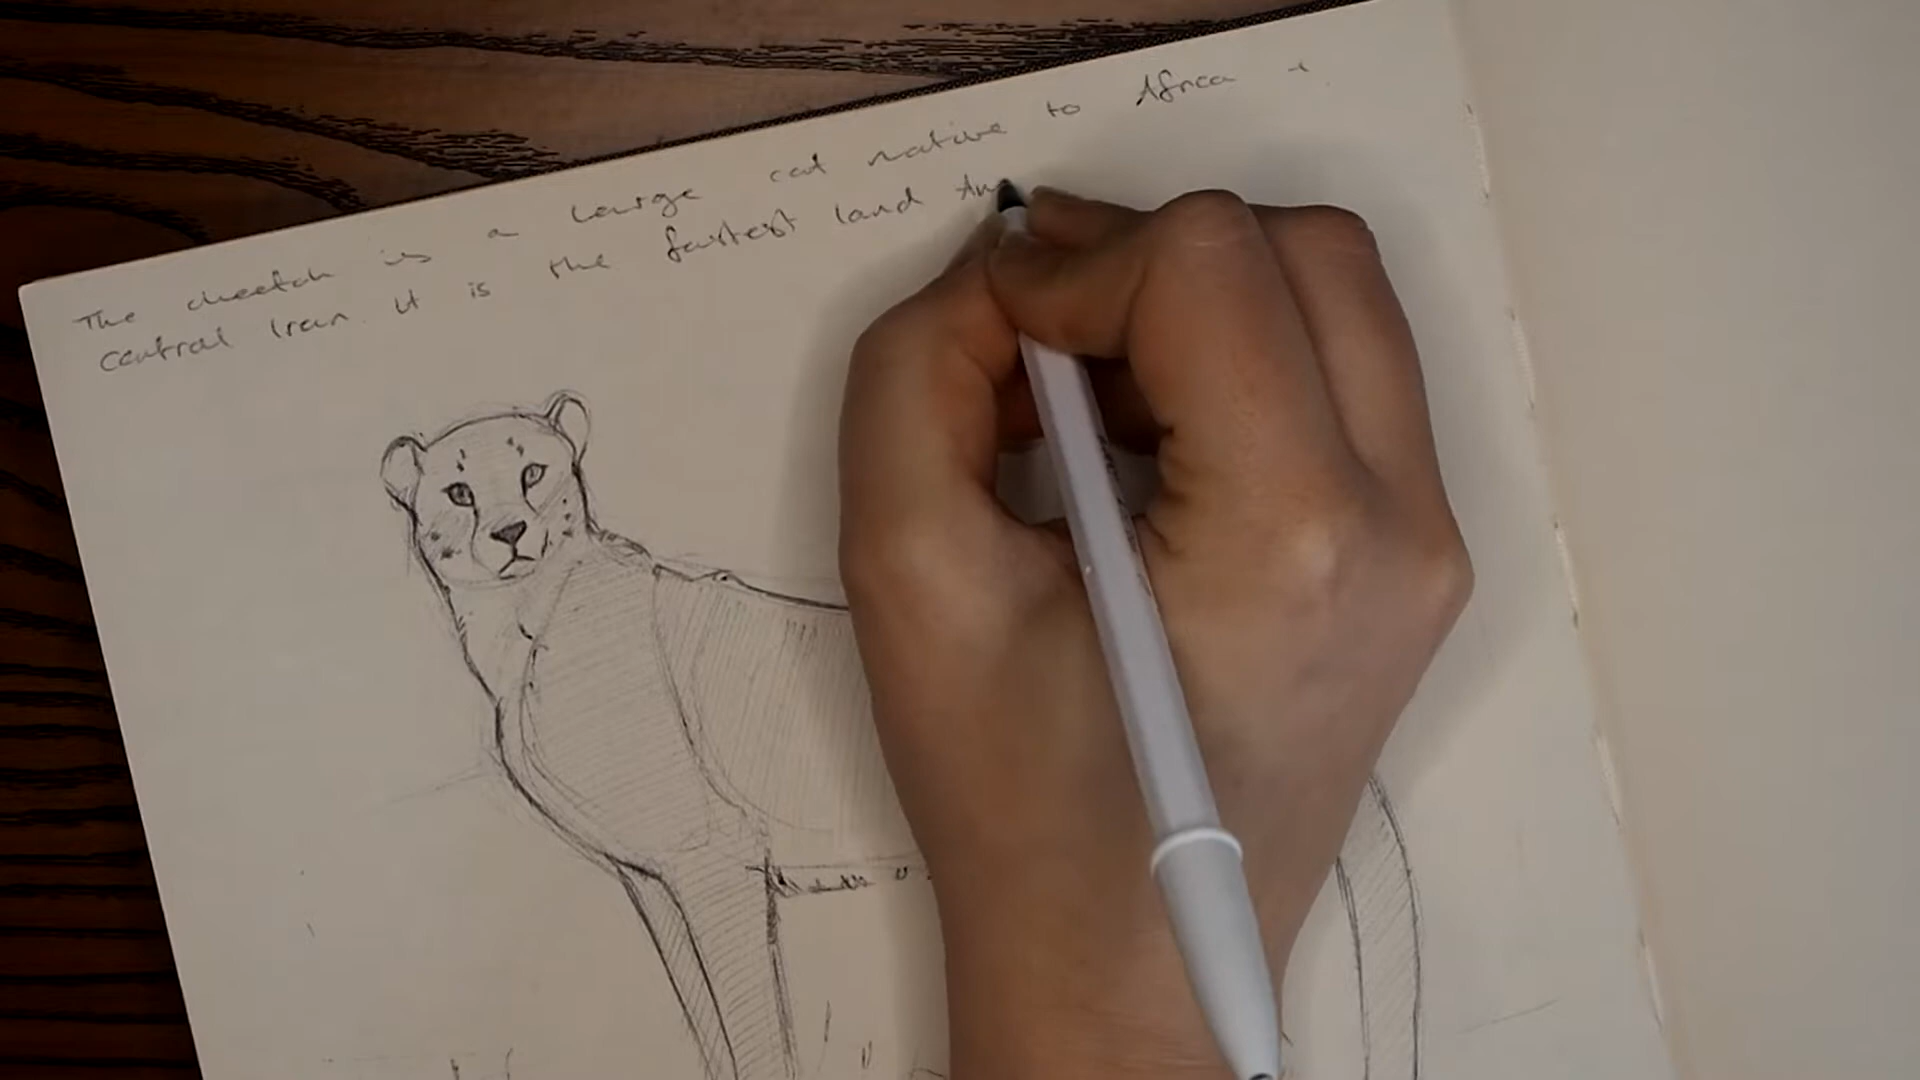 The cheetah is a large cat native to Africa +
central Iran it is the fastest land